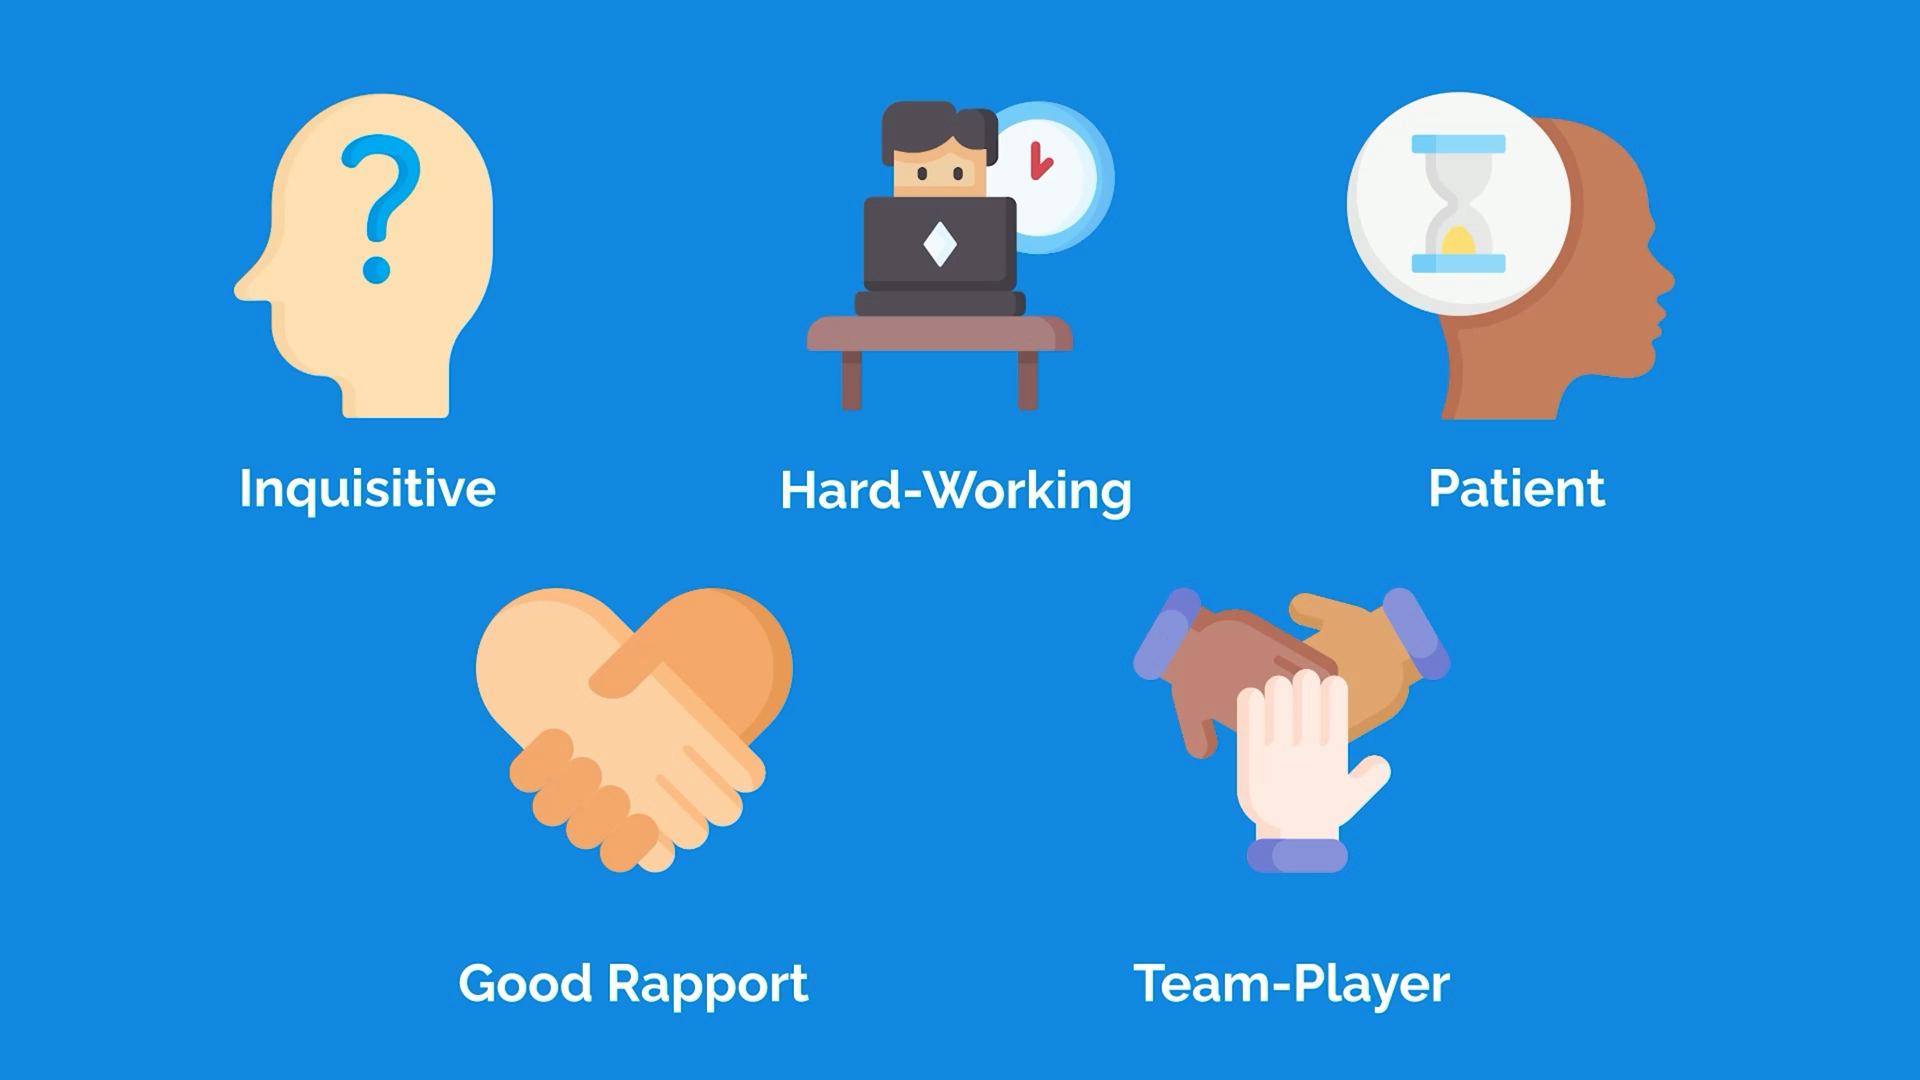 Inquisitive
Hard-Working
Patient
Good Rapport
Team-Player